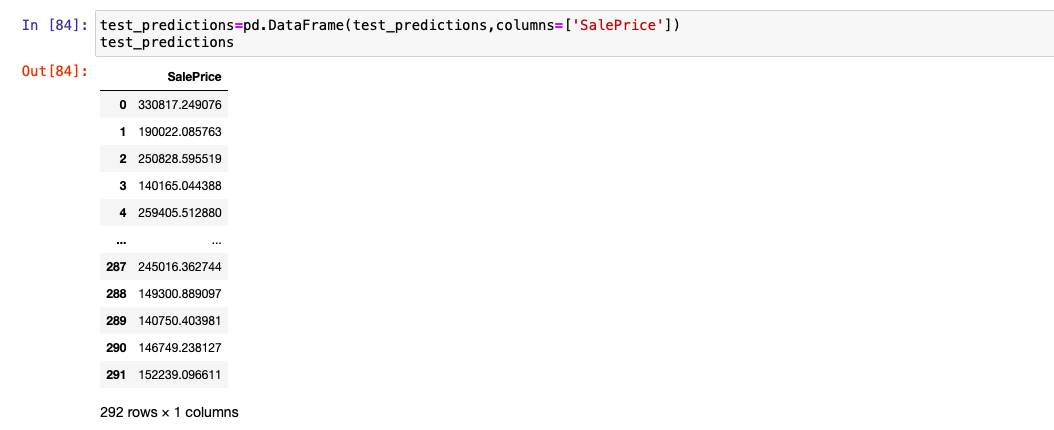 In [84]: test_predictions=pd.DataFrame(test_predictions,columns=['SalePrice'])
test_predictions
Out[84]:
SalePrice
0 330817.249076
1 190022.085763
2 250828.595519
3 140165.044388
4 259405.512880
... ...
287 245016.362744
288 149300.889097
289 140750.403981
290 146749.238127
291 152239.096611
292 rows × 1 columns